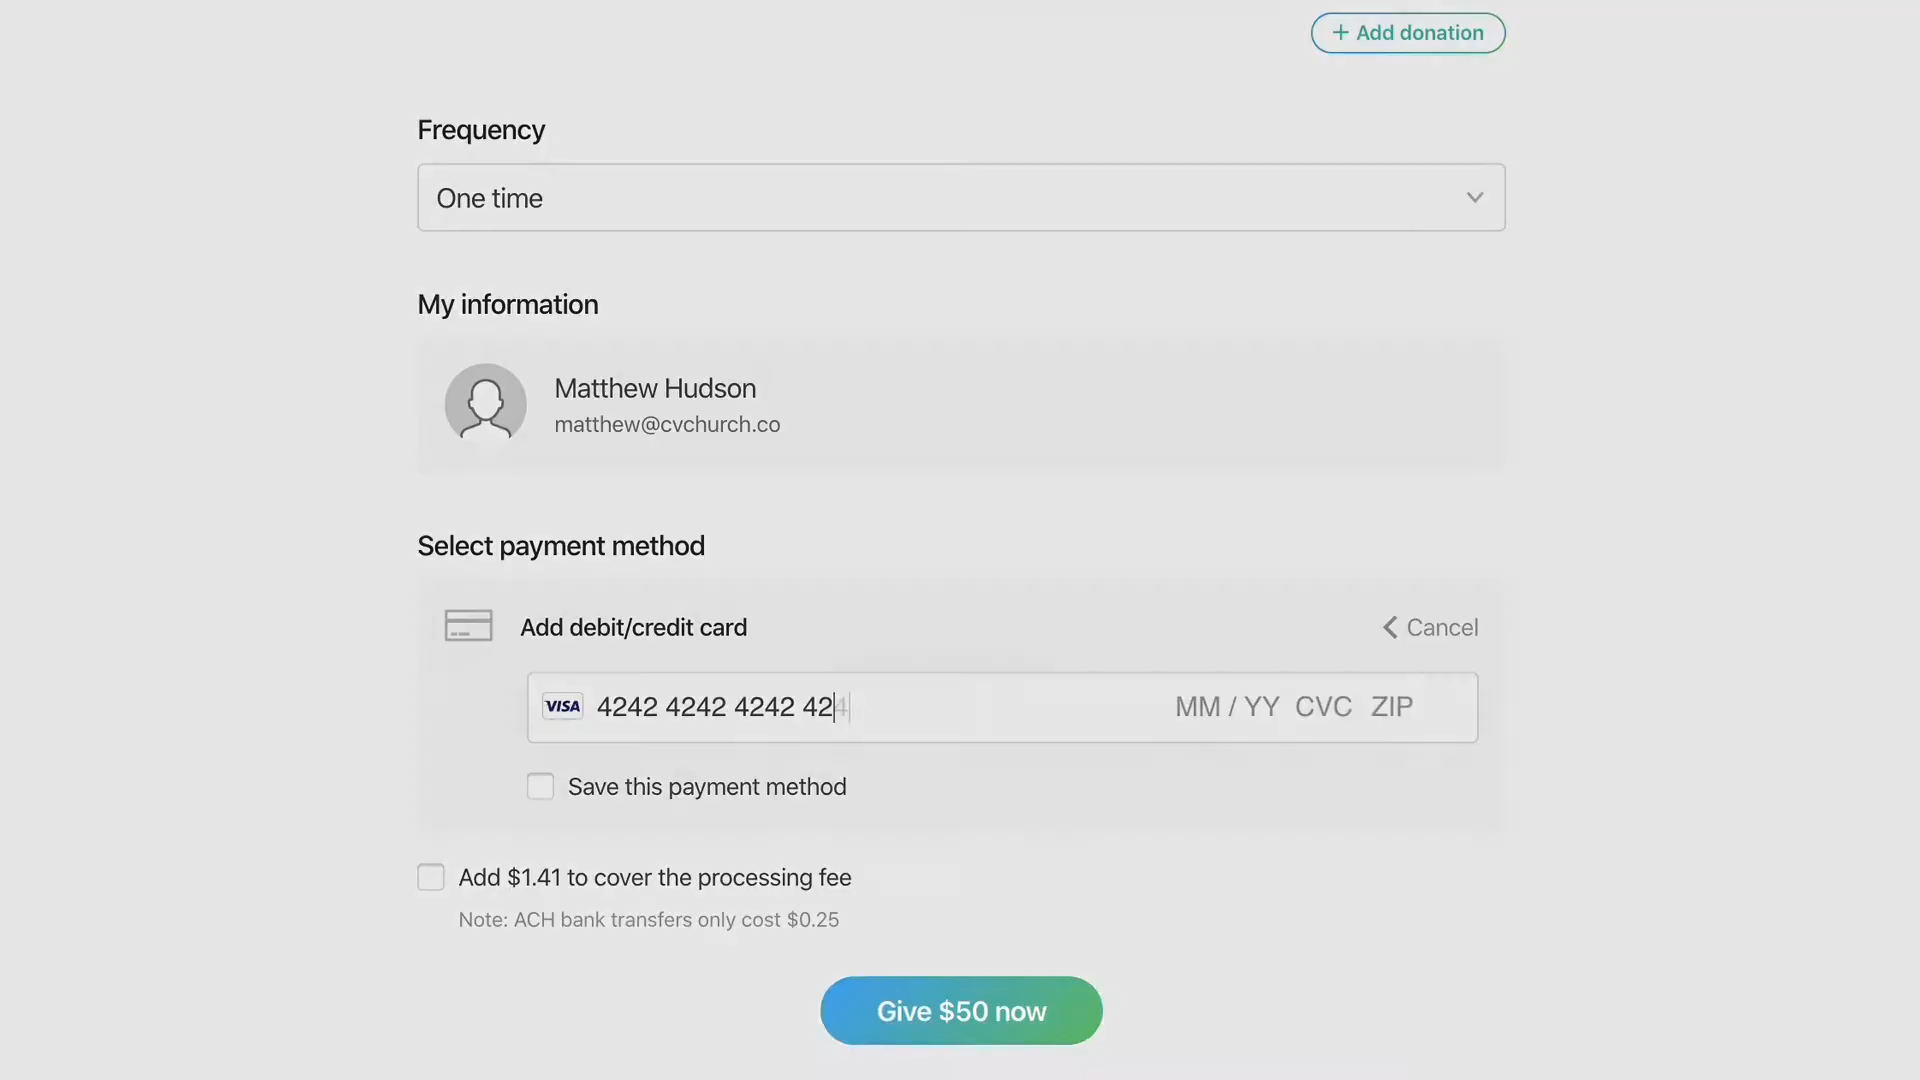 + Add donation
Frequency
One time
My information
Matthew Hudson
matthew@cvchurch.co
Select payment method
Add debit/credit card
Cancel
VISA 4242 4242 4242 424 MM / YY CVC ZIP
Save this payment method
Add $1.41 to cover the processing fee
Note: ACH bank transfers only cost $0.25
Give $50 now